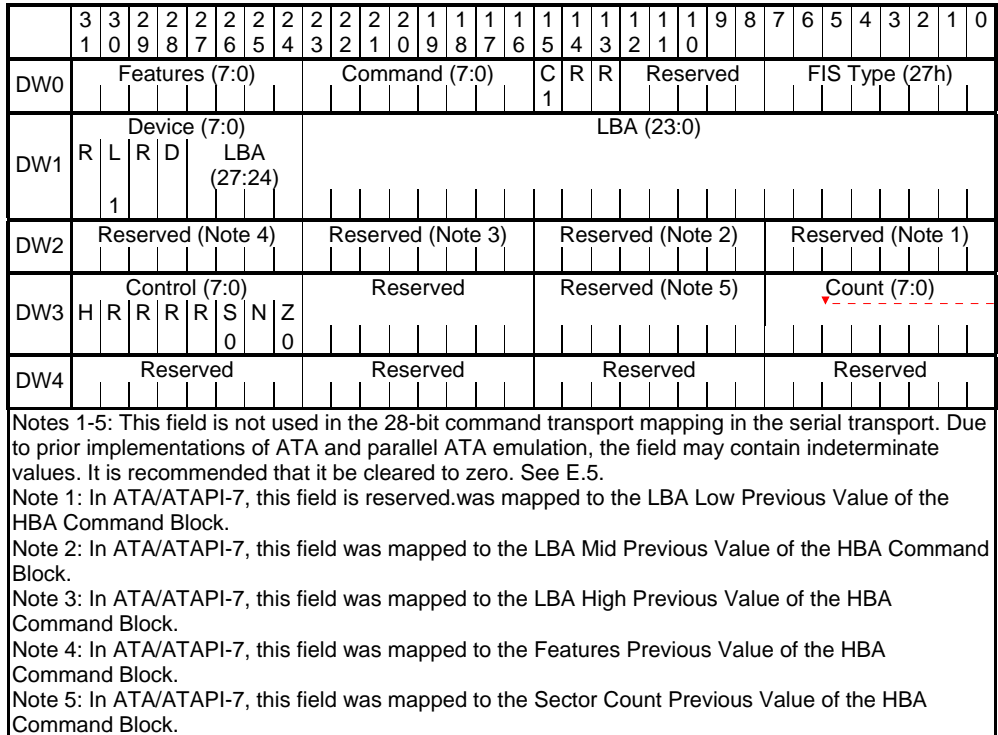 3 3 2 2 2 2 2 2 2 2 2 2 1 1 1 1 1 1 1 1 1 1 9 8 7 6 5 4 3 2 1 0
1 0 9 8 7 6 5 4 3 2 1 0 9 8 7 6 5 4 3 2 1 0
DW0 Features (7:0) Command (7:0) C R R Reserved FIS Type (27h)
1
Device (7:0) LBA (23:0)
DW1 R L R D LBA
(27:24)
1
DW2 Reserved (Note 4) Reserved (Note 3) Reserved (Note 2) Reserved (Note 1)
Control (7:0) Reserved Reserved (Note 5) Count (7:0)
DW3 H R R R R S N Z
0 0
DW4 Reserved Reserved Reserved Reserved
Notes 1-5: This field is not used in the 28-bit command transport mapping in the serial transport. Due
to prior implementations of ATA and parallel ATA emulation, the field may contain indeterminate
values. It is recommended that it be cleared to zero. See E.5.
Note 1: In ATA/ATAPI-7, this field is reserved.was mapped to the LBA Low Previous Value of the
HBA Command Block.
Note 2: In ATA/ATAPI-7, this field was mapped to the LBA Mid Previous Value of the HBA Command
Block.
Note 3: In ATA/ATAPI-7, this field was mapped to the LBA High Previous Value of the HBA
Command Block.
Note 4: In ATA/ATAPI-7, this field was mapped to the Features Previous Value of the HBA
Command Block.
Note 5: In ATA/ATAPI-7, this field was mapped to the Sector Count Previous Value of the HBA
Command Block.